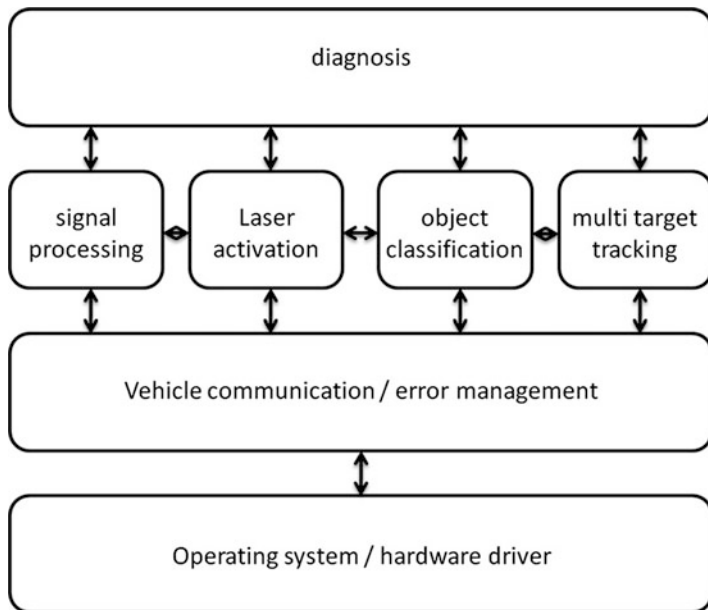 diagnosis
signal
processing
Laser
activation
object
classification
multi target
tracking
Vehicle communication / error management
Operating system / hardware driver